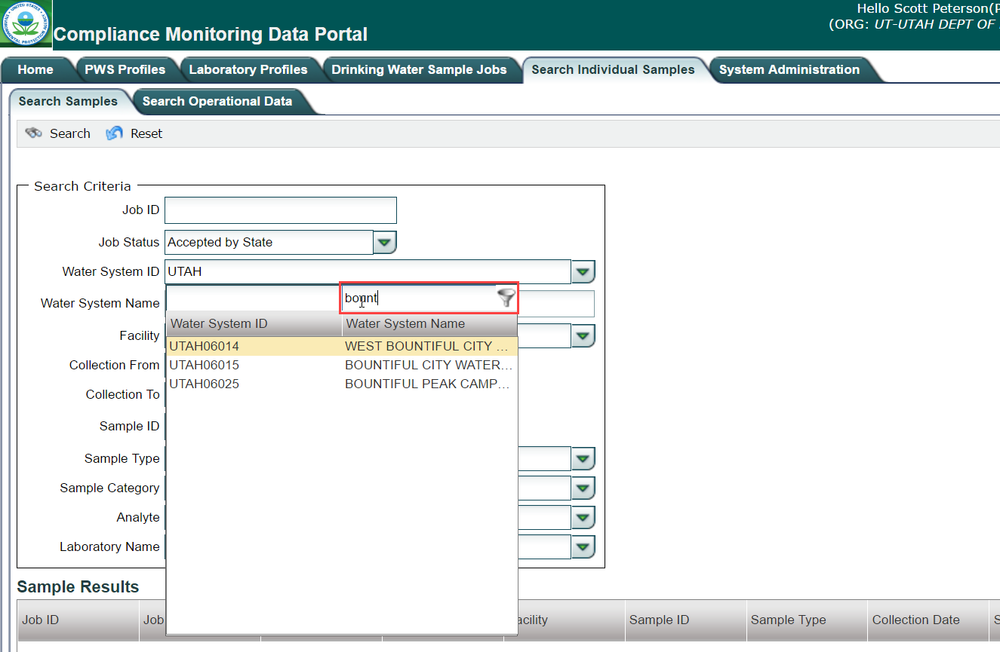 Hello Scott Peterson(P
(ORG: UT-UTAH DEPT OF
Compliance Monitoring Data Portal
Home PWS Profiles Laboratory Profiles Drinking Water Sample Jobs Search Individual Samples System Administration
Search Samples Search Operational Data
Search Reset
Search Criteria
Job ID
Job Status Accepted by State
Water System ID UTAH
Water System Name bount
Water System ID Water System Name
Facility
UTAH06014 WEST BOUNTIFUL CITY ...
Collection From UTAH06015 BOUNTIFUL CITY WATER...
UTAH06025 BOUNTIFUL PEAK CAMP...
Collection To
Sample ID
Sample Type
Sample Category
Analyte
Laboratory Name
Sample Results
Job ID Job acility Sample ID Sample Type Collection Date S